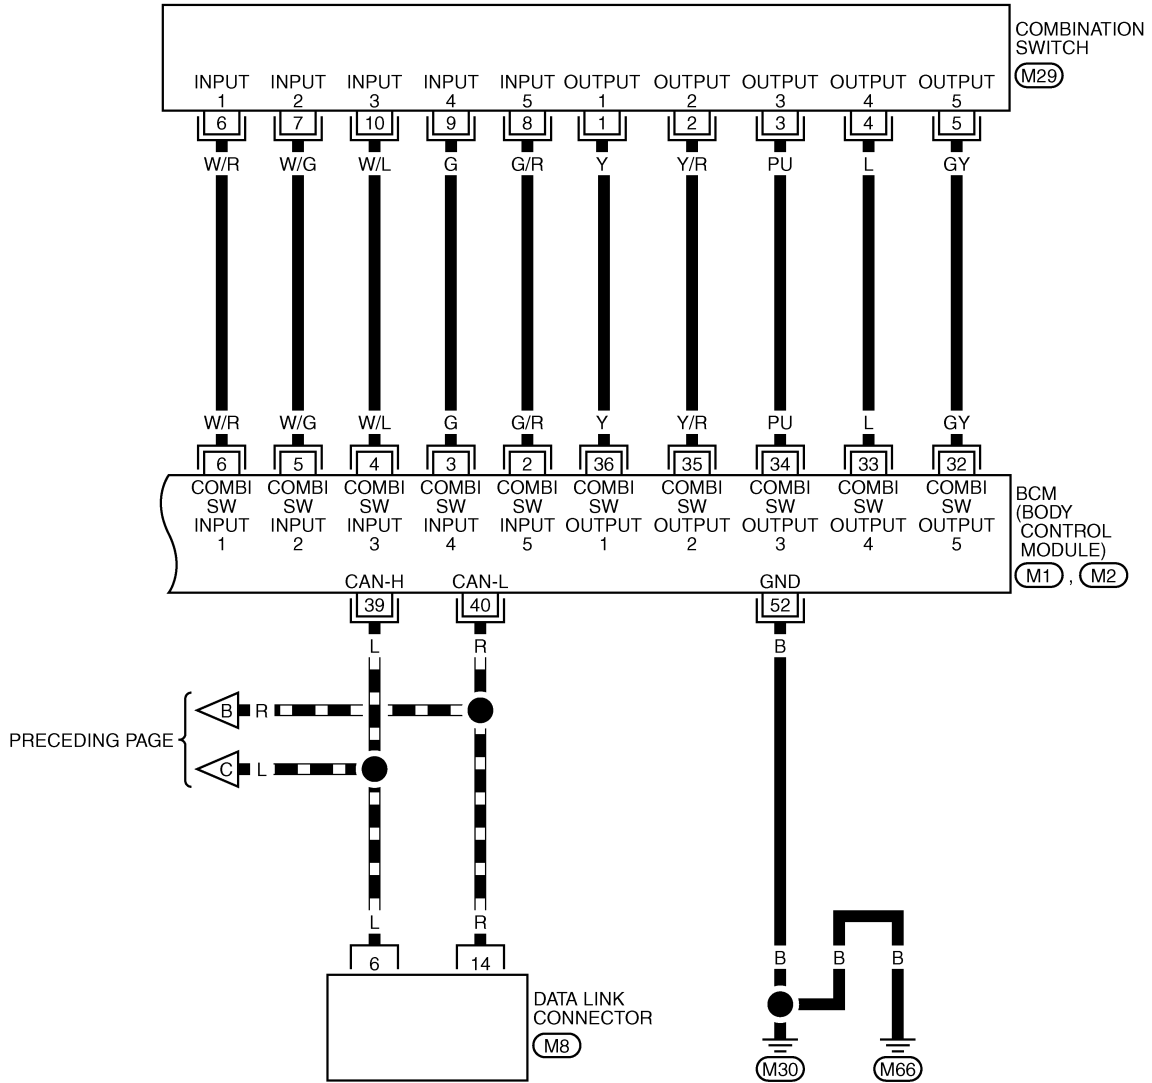 COMBINATION
SWITCH
M29
INPUT INPUT INPUT INPUT INPUT OUTPUT OUTPUT OUTPUT OUTPUT OUTPUT
1 2 3 4 5 1 2 3 4 5
6 7 10 9 8 1 2 3 4 5
W/R W/G W/L G G/R Y Y/R PU L GY
W/R W/G W/L G G/R Y Y/R PU L GY
6 5 4 3 2 36 35 34 33 32
COMBI COMBI COMBI COMBI COMBI COMBI COMBI COMBI COMBI COMBI
SW SW SW SW SW SW SW SW SW SW
INPUT INPUT INPUT INPUT INPUT OUTPUT OUTPUT OUTPUT OUTPUT OUTPUT
1 2 3 4 5 1 2 3 4 5
BCM
(BODY
CONTROL
MODULE)
M1 , M2
CAN-H CAN-L GND
39 40 52
L R B
B R
PRECEDING PAGE
C L
L R
6 14
B B B
DATA LINK
CONNECTOR
M8
M30 M66